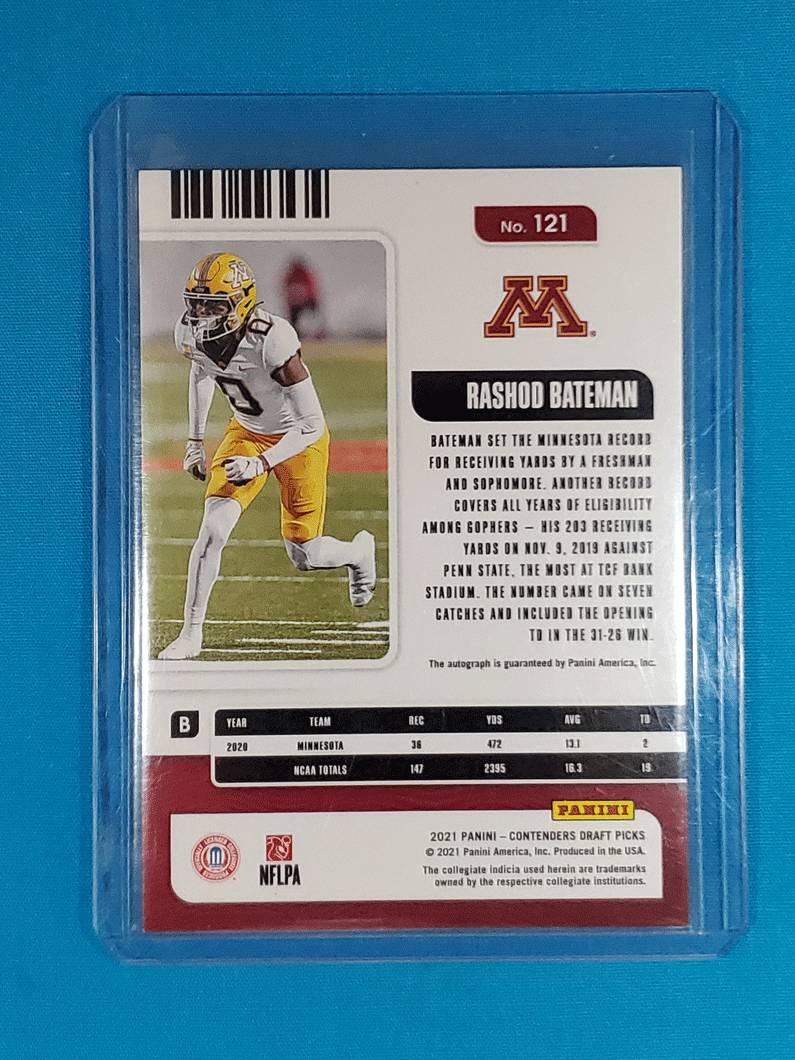 No. 121
M
RASHOD BATEMAN
BATEMAN SET THE MINNESOTA RECORD
FOR RECEIVING YARDS BY A FRESHMAN
AND SOPHOMORE. ANOTHER RECORD
COVERS ALL YEARS OF ELIGIBILITY
AMONG GOPHERS – HIS 203 RECEIVING
YARDS ON NOV. 9, 2019 AGAINST
PENN STATE, THE MOST AT TCF BANK
STADIUM. THE NUMBER CAME ON SEVEN
CATCHES AND INCLUDED THE OPENING
TD IN THE 31-26 WIN.
The autograph is guaranteed by Panini America, Inc.
0
0
M
B
YEAR TEAM REC YDS AVG TD
2020 MINNESOTA 36 472 13.1 2
NCAA TOTALS 147 2395 16.3 19
PANINI
2021 PANINI – CONTENDERS DRAFT PICKS
© 2021 Panini America, Inc. Produced in the USA.
The collegiate indicia used herein are trademarks
owned by the respective collegiate institutions.
OFFICIALLY LICENSED COLLEGIATE PRODUCTS
NFLPA